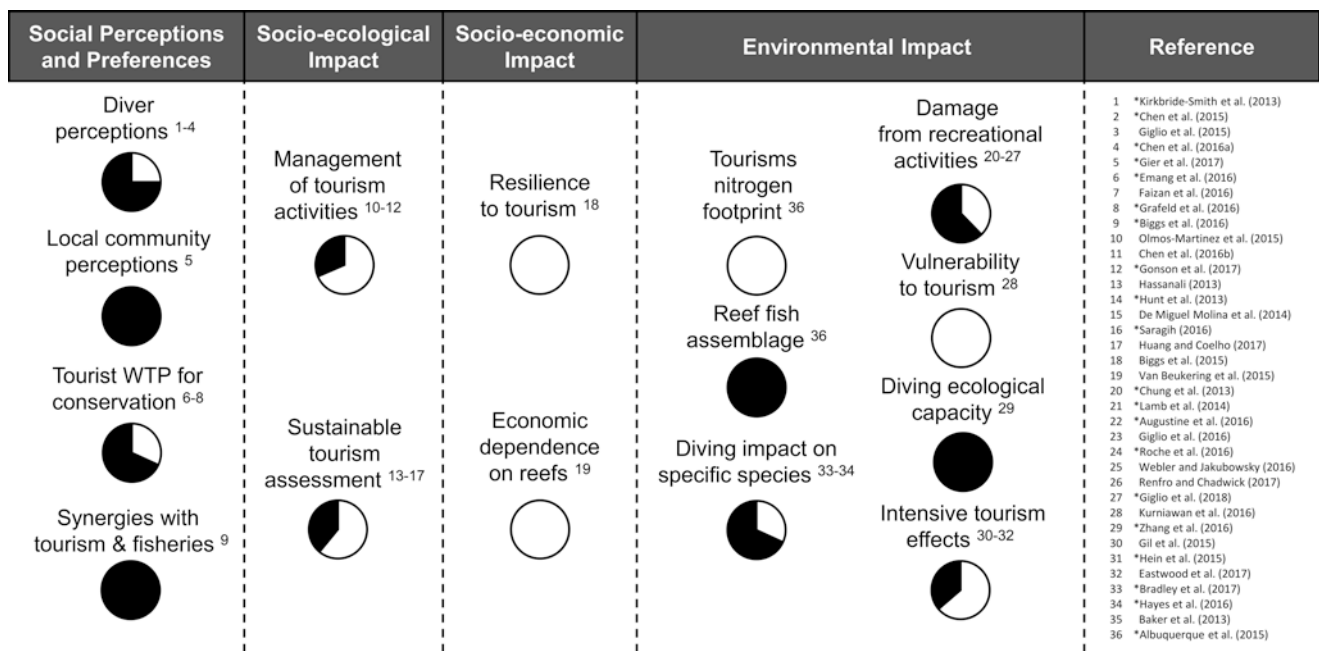 Social Perceptions
and Preferences
Socio-ecological
Impact
Socio-economic
Impact
Environmental Impact
Reference
Diver
perceptions 1-4
Local community
perceptions 5
Tourist WTP for
conservation 6-8
Synergies with
tourism & fisheries 9
Management
of tourism
activities 10-12
Sustainable
tourism
assessment 13-17
Resilience
to tourism 18
Economic
dependence
on reefs 19
Tourisms
nitrogen
footprint 36
Reef fish
assemblage 36
Diving impact on
specific species 33-34
Damage
from recreational
activities 20-27
Vulnerability
to tourism 28
Diving ecological
capacity 29
Intensive tourism
effects 30-32
1 *Kirkbride-Smith et al. (2013)
2 *Chen et al. (2015)
3 Giglio et al. (2015)
4 *Chen et al. (2016a)
5 *Gier et al. (2017)
6 *Emang et al. (2016)
7 Faizan et al. (2016)
8 *Grafeld et al. (2016)
9 *Biggs et al. (2016)
10 Olmos-Martinez et al. (2015)
11 Chen et al. (2016b)
12 *Gonson et al. (2017)
13 Hassanali (2013)
14 *Hunt et al. (2013)
15 De Miguel Molina et al. (2014)
16 *Saragih (2016)
17 Huang and Coelho (2017)
18 Biggs et al. (2015)
19 Van Beukering et al. (2015)
20 *Chung et al. (2013)
21 *Lamb et al. (2014)
22 *Augustine et al. (2016)
23 Giglio et al. (2016)
24 *Roche et al. (2016)
25 Webler and Jakubowsky (2016)
26 Renfro and Chadwick (2017)
27 *Giglio et al. (2018)
28 Kurniawan et al. (2016)
29 *Zhang et al. (2016)
30 Gil et al. (2015)
31 *Hein et al. (2015)
32 Eastwood et al. (2017)
33 *Bradley et al. (2017)
34 *Hayes et al. (2016)
35 Baker et al. (2013)
36 *Albuquerque et al. (2015)